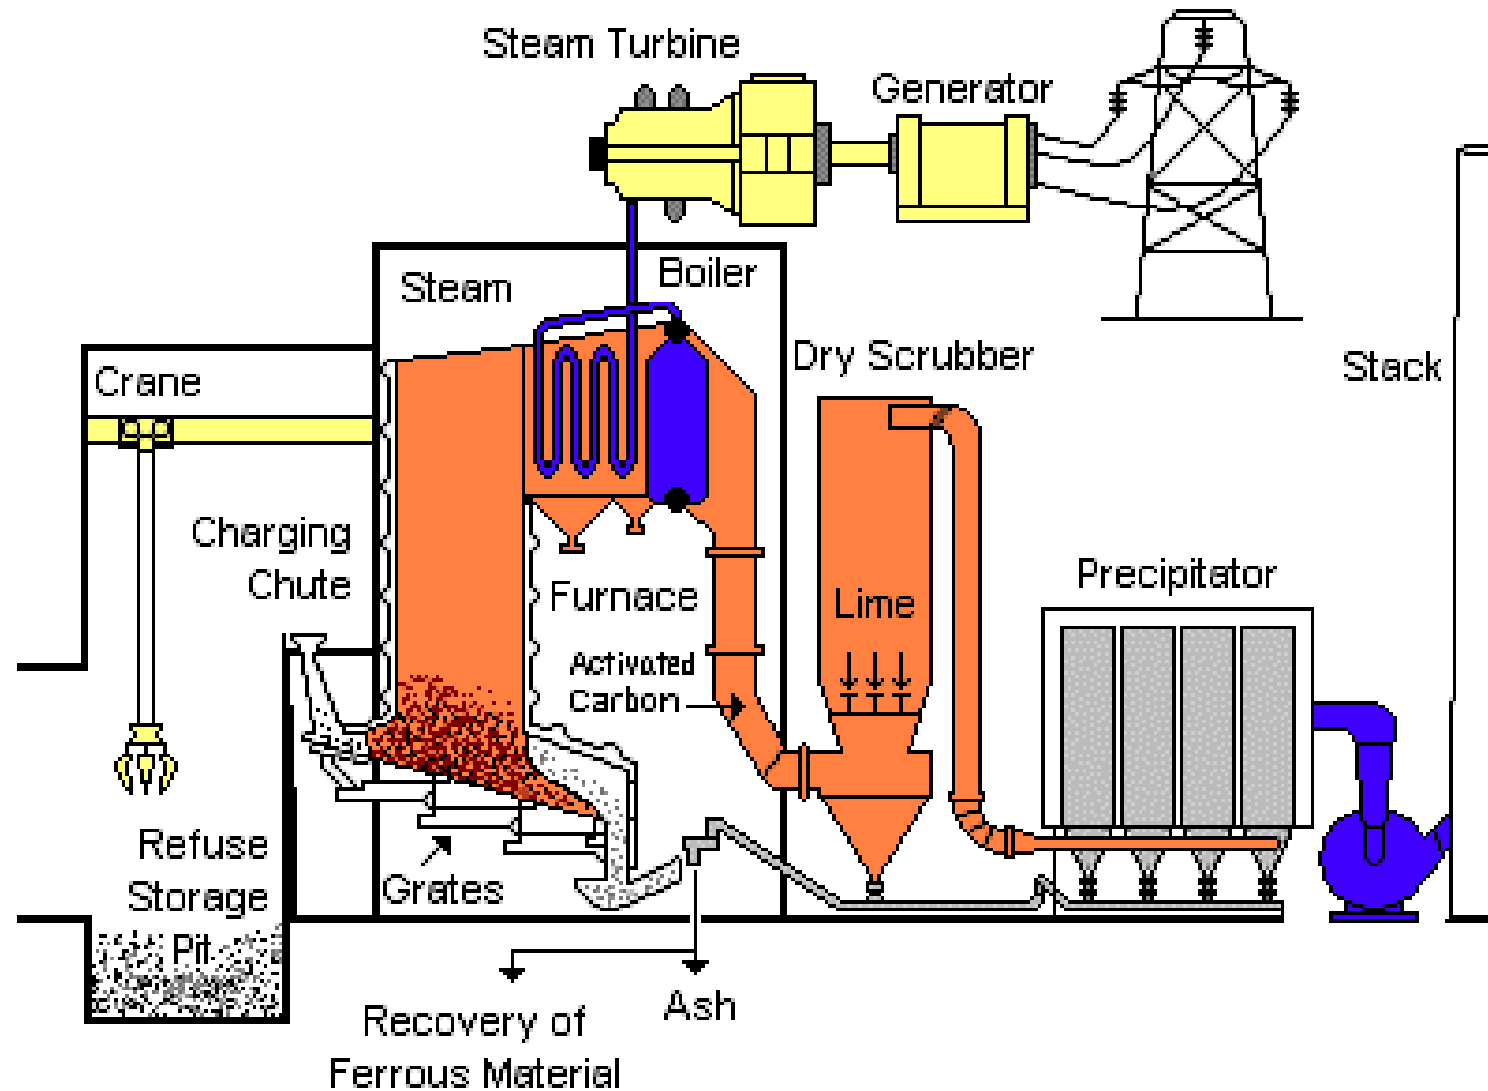 Steam Turbine
Generator
Steam
Boiler
Dry Scrubber
Stack
Crane
Charging
Chute
Furnace
Lime
Precipitator
Activated
Carbon
Refuse
Storage
Pit
Grates
Recovery of
Ferrous Material
Ash